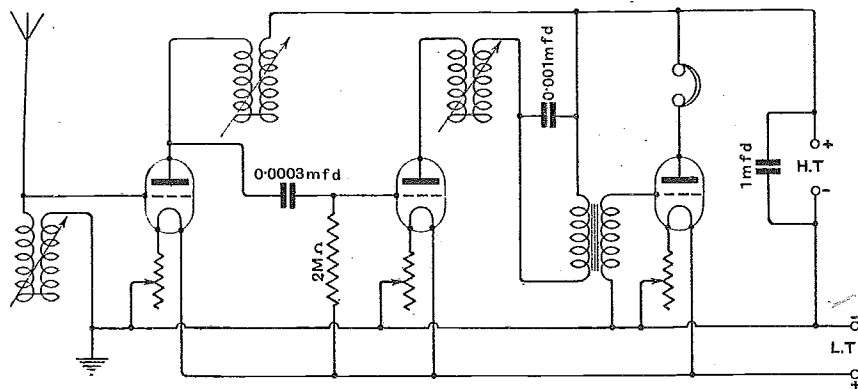 0·0003mfd
2MΩ
0·001mfd
1mfd
+
H.T
-
-
L.T
+